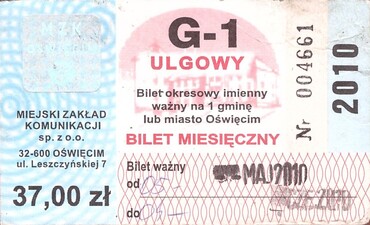 G-1
ULGOWY
Bilet okresowy imienny
ważny na 1 gminę
lub miasto Oświęcim
BILET MIESIĘCZNY
MIEJSKI ZAKŁAD
KOMUNIKACJI
sp. z o.o.
32-600 OŚWIĘCIM
ul. Leszczyńskiej 7
37,00 zł
Bilet ważny
od 05- MAJ 2010
do
Nr 004661
2010